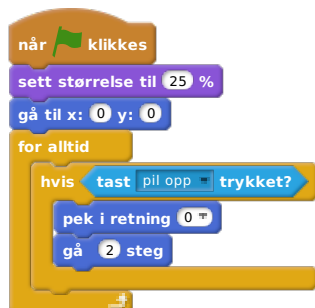 når klikkes
sett størrelse til 25 %
gå til x: 0 y: 0
for alltid
hvis tast pil opp trykket?
pek i retning 0
gå 2 steg